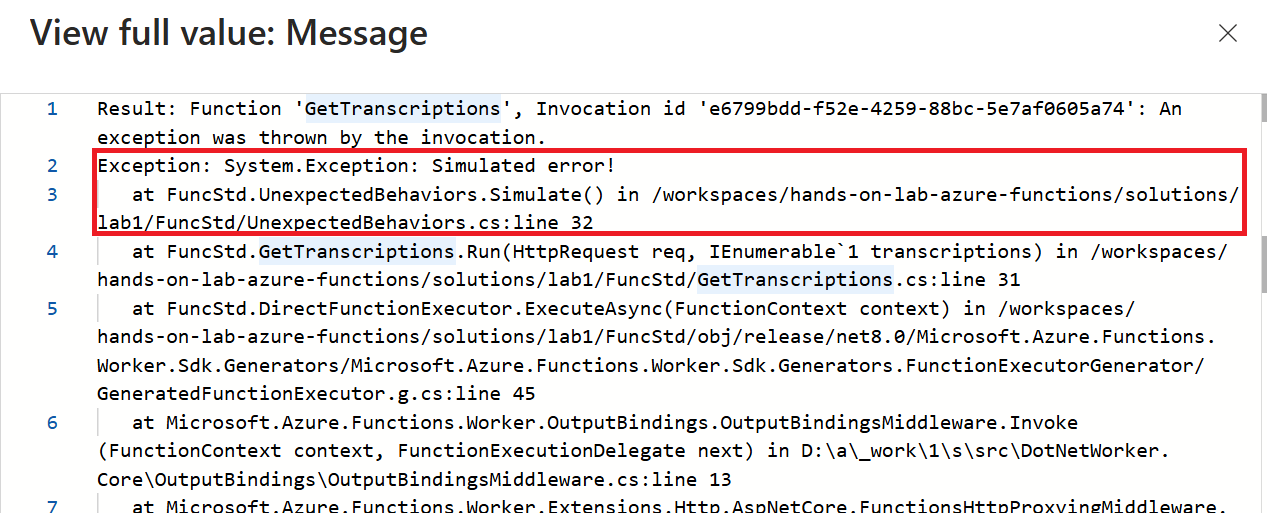 View full value: Message
1 Result: Function 'GetTranscriptions', Invocation id 'e6799bdd-f52e-4259-88bc-5e7af0605a74': An
exception was thrown by the invocation.
2 Exception: System.Exception: Simulated error!
3 at FuncStd.UnexpectedBehaviors.Simulate() in /workspaces/hands-on-lab-azure-functions/solutions/
lab1/FuncStd/UnexpectedBehaviors.cs:line 32
4 at FuncStd.GetTranscriptions.Run(HttpRequest req, IEnumerable`1 transcriptions) in /workspaces/
hands-on-lab-azure-functions/solutions/lab1/FuncStd/GetTranscriptions.cs:line 31
5 at FuncStd.DirectFunctionExecutor.ExecuteAsync(FunctionContext context) in /workspaces/
hands-on-lab-azure-functions/solutions/lab1/FuncStd/obj/release/net8.0/Microsoft.Azure.Functions.
Worker.Sdk.Generators/Microsoft.Azure.Functions.Worker.Sdk.Generators.FunctionExecutorGenerator/
GeneratedFunctionExecutor.g.cs:line 45
6 at Microsoft.Azure.Functions.Worker.OutputBindings.OutputBindingsMiddleware.Invoke
(FunctionContext context, FunctionExecutionDelegate next) in D:\a\_work\1\s\src\DotNetWorker.
Core\OutputBindings\OutputBindingsMiddleware.cs:line 13
7 at Microsoft.Azure.Functions.Worker.Extensions.Http.AspNetCore.FunctionsHttpProxyingMiddleware.